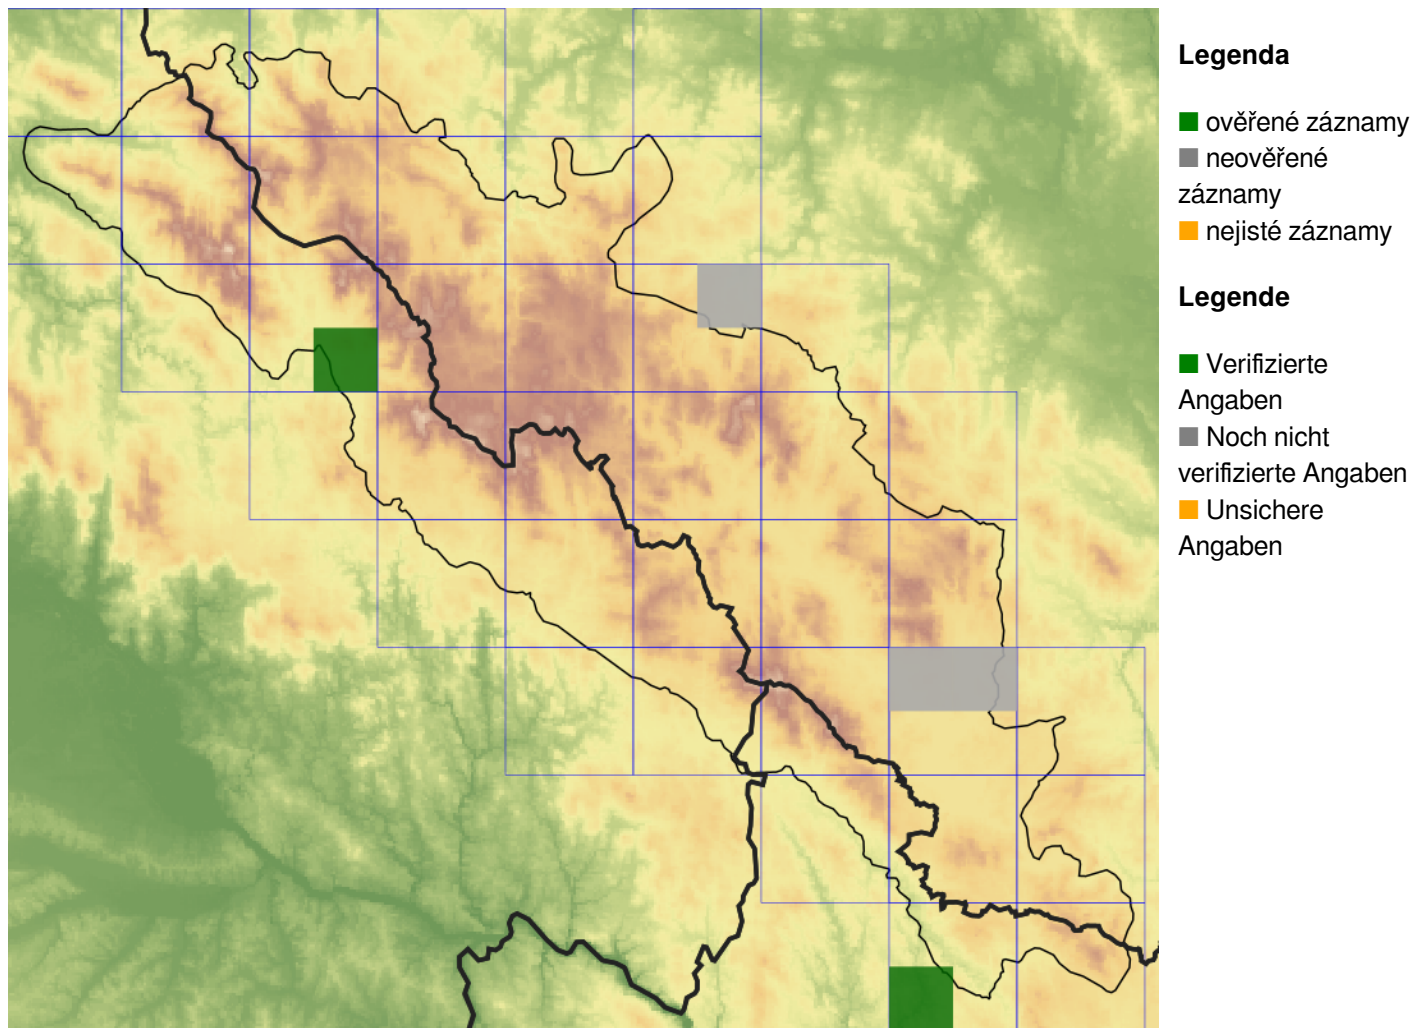 Legenda
ověřené záznamy
neověřené
záznamy
nejisté záznamy
Legende
Verifizierte
Angaben
Noch nicht
verifizierte Angaben
Unsichere
Angaben